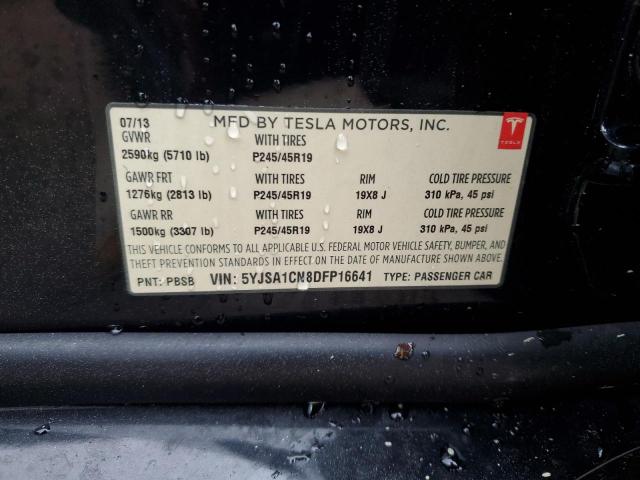 07/13 MFD BY TESLA MOTORS, INC.
GVWR WITH TIRES
2590kg (5710 lb) P245/45R19
TESLA
GAWR FRT WITH TIRES RIM COLD TIRE PRESSURE
1276kg (2813 lb) P245/45R19 19X8 J 310 kPa, 45 psi
GAWR RR WITH TIRES RIM COLD TIRE PRESSURE
1500kg (3307 lb) P245/45R19 19X8 J 310 kPa, 45 psi
THIS VEHICLE CONFORMS TO ALL APPLICABLE U.S. FEDERAL MOTOR VEHICLE SAFETY, BUMPER, AND
THEFT PREVENTION STANDARDS IN EFFECT ON THE DATE OF MANUFACTURE SHOWN ABOVE.
PNT: PBSB VIN: 5YJSA1CN8DFP16641 TYPE: PASSENGER CAR